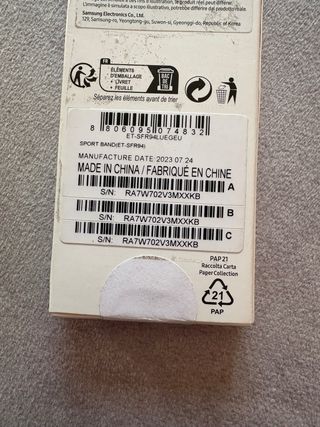 Samsung Electronics Co., Ltd.
129, Samsung-ro, Yeongtong-gu, Suwon-si, Gyeonggi-do, Republic of Korea
FR
ÉLÉMENTS
D'EMBALLAGE
+ LIVRET
+ FEUILLE
BAC
DE
TRI
Séparez les éléments avant de trier
8 806095 074832
ET-SFR94LUEGEU
SPORT BAND(ET-SFR94)
MANUFACTURE DATE: 2023 07 24
MADE IN CHINA / FABRIQUÉ EN CHINE
A
S/N: RA7W702V3MXXKB
B
S/N: RA7W702V3MXXKB
C
S/N: RA7W702V3MXXKB
PAP 21
Raccolta Carta
Paper Collection
21
PAP